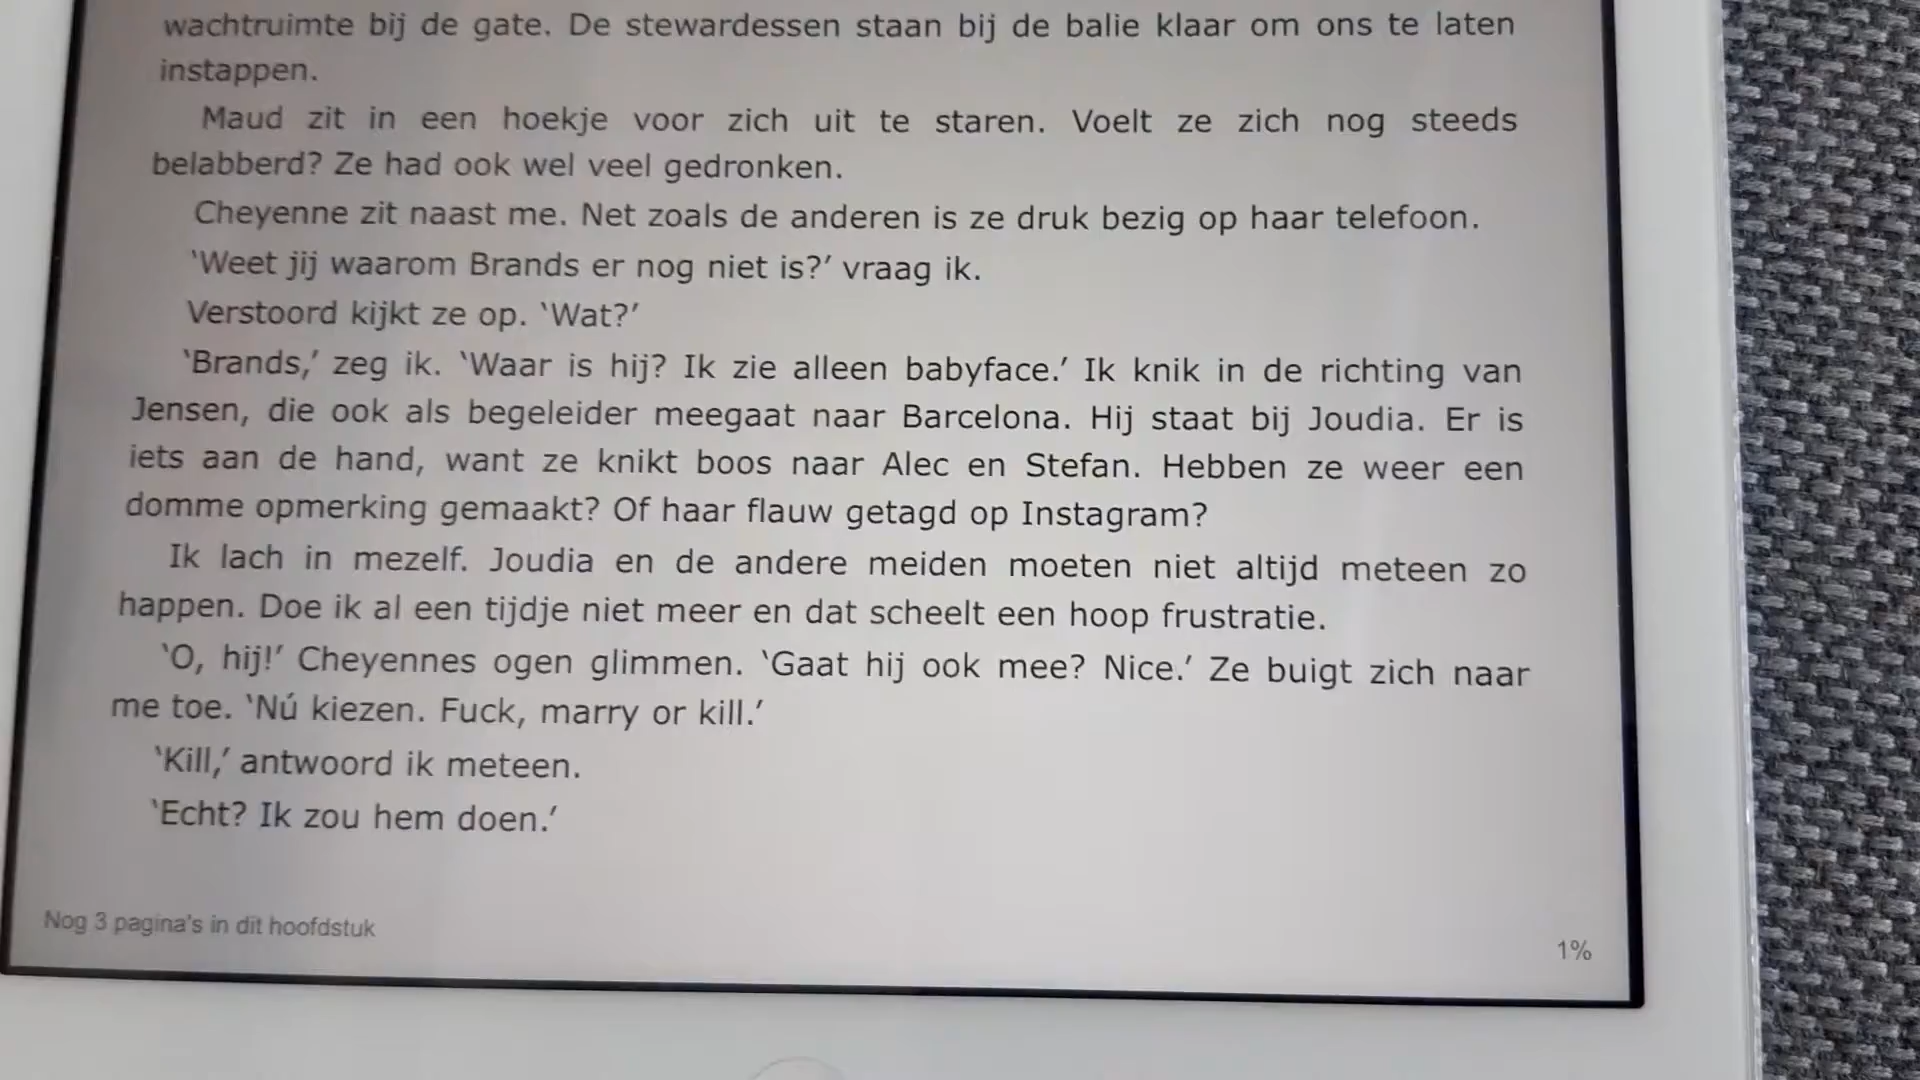 wachtruimte bij de gate. De stewardessen staan bij de balie klaar om ons te laten
instappen.
Maud zit in een hoekje voor zich uit te staren. Voelt ze zich nog steeds
belabberd? Ze had ook wel veel gedronken.
Cheyenne zit naast me. Net zoals de anderen is ze druk bezig op haar telefoon.
‘Weet jij waarom Brands er nog niet is?’ vraag ik.
Verstoord kijkt ze op. ‘Wat?’
‘Brands,’ zeg ik. ‘Waar is hij? Ik zie alleen babyface.’ Ik knik in de richting van
Jensen, die ook als begeleider meegaat naar Barcelona. Hij staat bij Joudia. Er is
iets aan de hand, want ze knikt boos naar Alec en Stefan. Hebben ze weer een
domme opmerking gemaakt? Of haar flauw getagd op Instagram?
Ik lach in mezelf. Joudia en de andere meiden moeten niet altijd meteen zo
happen. Doe ik al een tijdje niet meer en dat scheelt een hoop frustratie.
‘O, hij!’ Cheyennes ogen glimmen. ‘Gaat hij ook mee? Nice.’ Ze buigt zich naar
me toe. ‘Nú kiezen. Fuck, marry or kill.’
‘Kill,’ antwoord ik meteen.
‘Echt? Ik zou hem doen.’
Nog 3 pagina's in dit hoofdstuk
1%